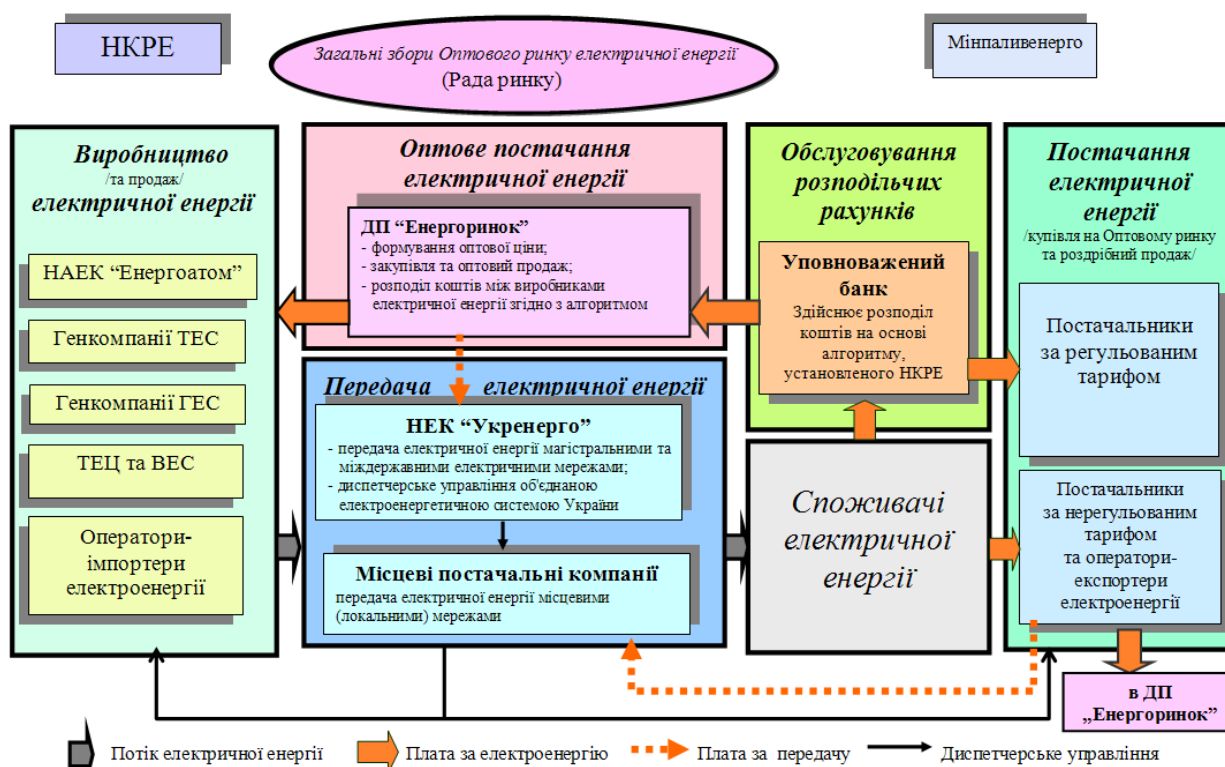 НКРЕ
Загальні збори Оптового ринку електричної енергії
(Рада ринку)
Мінпаливенерго
Виробництво
/та продаж/
електричної енергії
НАЕК “Енергоатом”
Генкомпанії ТЕС
Генкомпанії ГЕС
ТЕЦ та ВЕС
Оператори-
імпортери
електроенергії
Оптове постачання
електричної енергії
ДП “Енергоринок”
- формування оптової ціни;
- закупівля та оптовий продаж;
- розподіл коштів між виробниками
електричної енергії згідно з алгоритмом
Передача електричної енергії
НЕК “Укренерго”
- передача електричної енергії магістральними та
міждержавними електричними мережами;
- диспетчерське управління об'єднаною
електроенергетичною системою України
Місцеві постачальні компанії
передача електричної енергії місцевими
(локальними) мережами
Обслуговування
розподільчих
рахунків
Уповноважений
банк
Здійснює розподіл
коштів на основі
алгоритму,
установленого НКРЕ
Споживачі
електричної
енергії
Постачання
електричної
енергії
/купівля на Оптовому ринку
та роздрібний продаж/
Постачальники
за регульованим
тарифом
Постачальники
за нерегульованим
тарифом
та оператори-
експортери
електроенергії
в ДП
„Енергоринок”
Потік електричної енергії
Плата за електроенергію
Плата за передачу
Диспетчерське управління